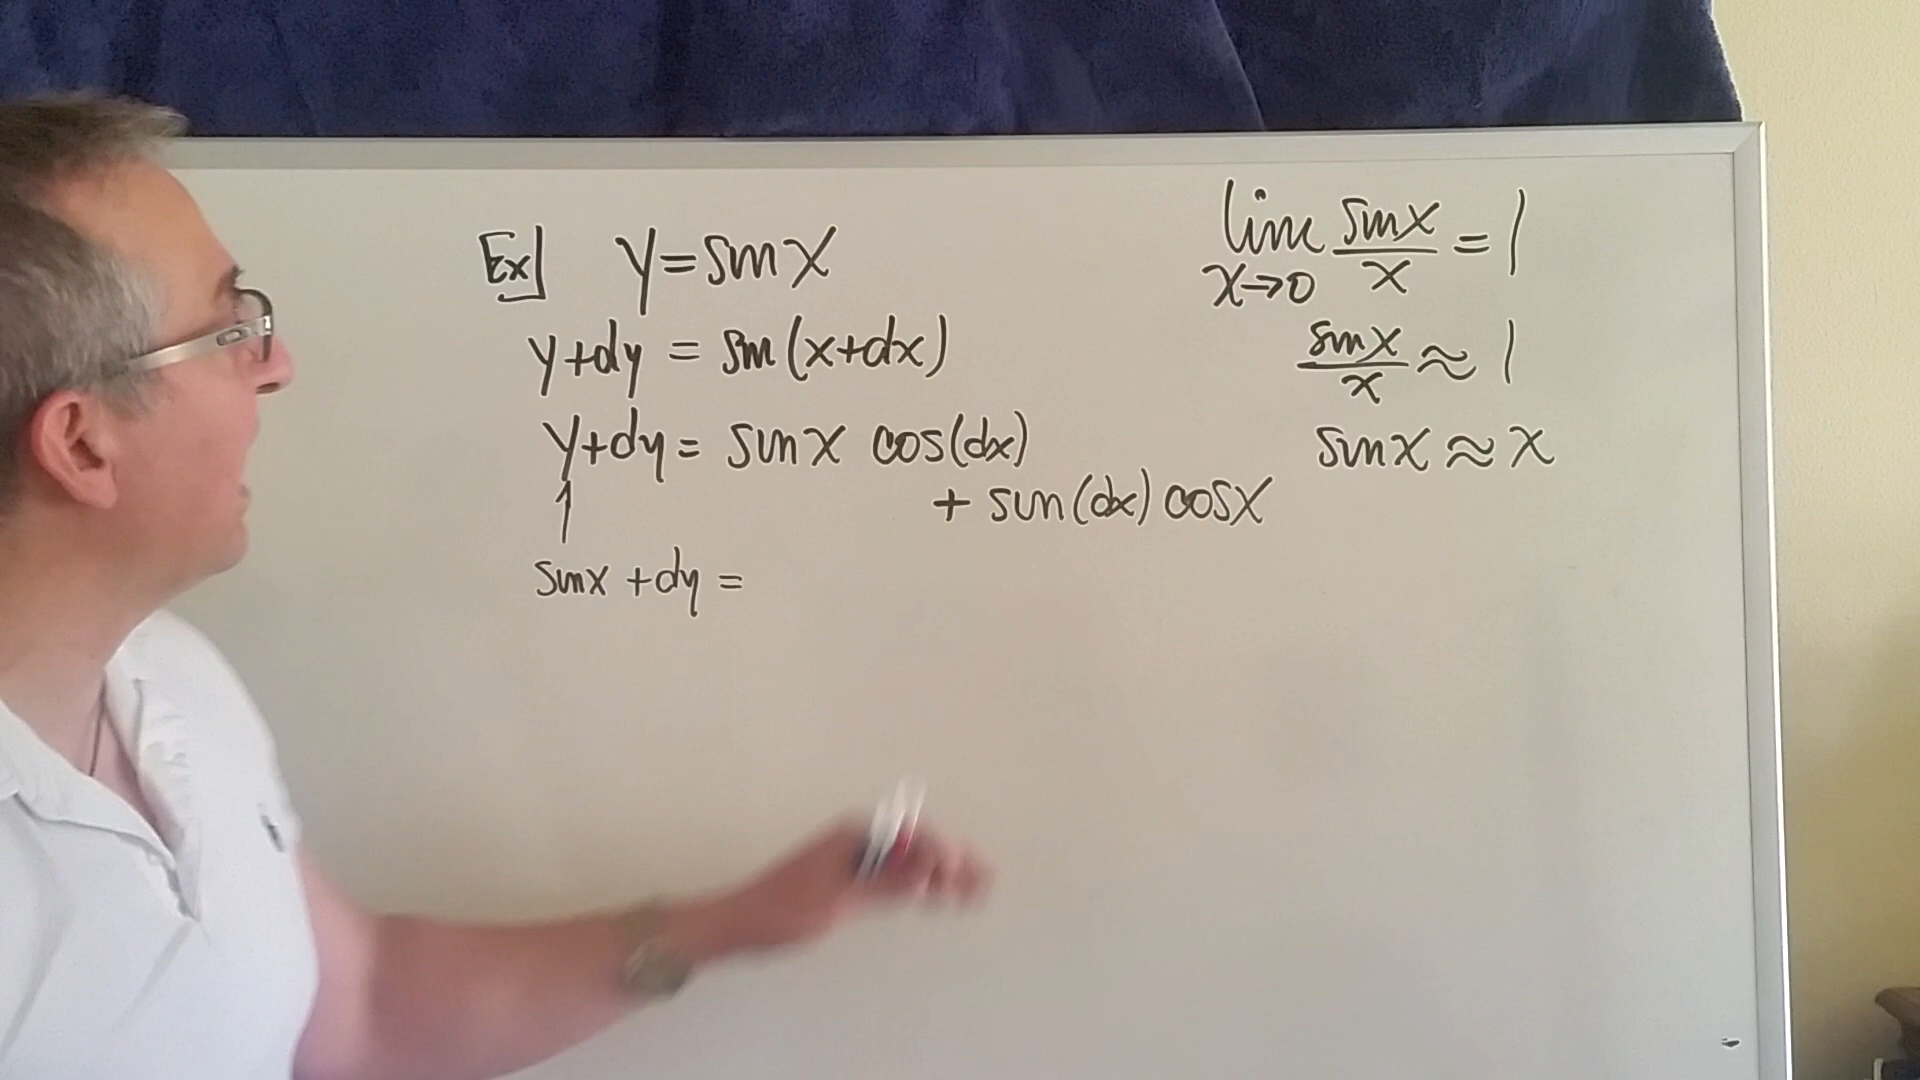 Ex] y=sinx
y+dy = sin(x+dx)
y+dy = sinx cos(dx)
+ sin(dx) cosx
↑
sinx +dy =
lim sinx/x = 1
x→0
sinx/x ≈ 1
sinx ≈ x